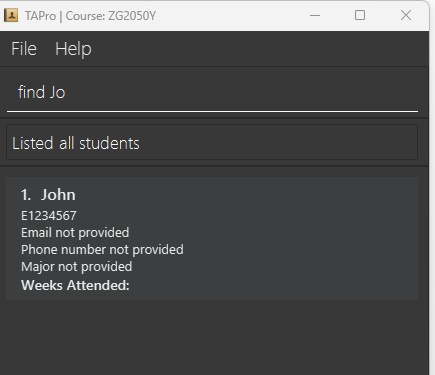 TAPro | Course: ZG2050Y
File Help
find Jo
Listed all students
1. John
E1234567
Email not provided
Phone number not provided
Major not provided
Weeks Attended: